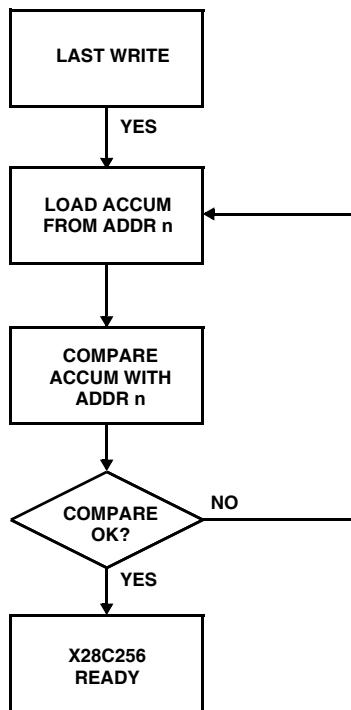 LAST WRITE
YES
LOAD ACCUM
FROM ADDR n
COMPARE
ACCUM WITH
ADDR n
COMPARE
OK?
NO
YES
X28C256
READY